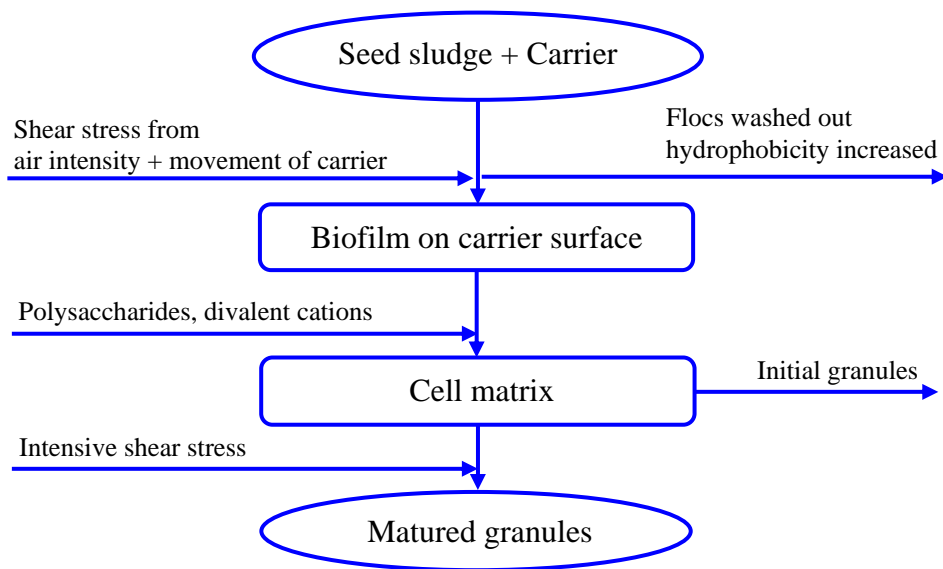 Seed sludge + Carrier
Shear stress from
air intensity + movement of carrier
Flocs washed out
hydrophobicity increased
Biofilm on carrier surface
Polysaccharides, divalent cations
Cell matrix
Initial granules
Intensive shear stress
Matured granules